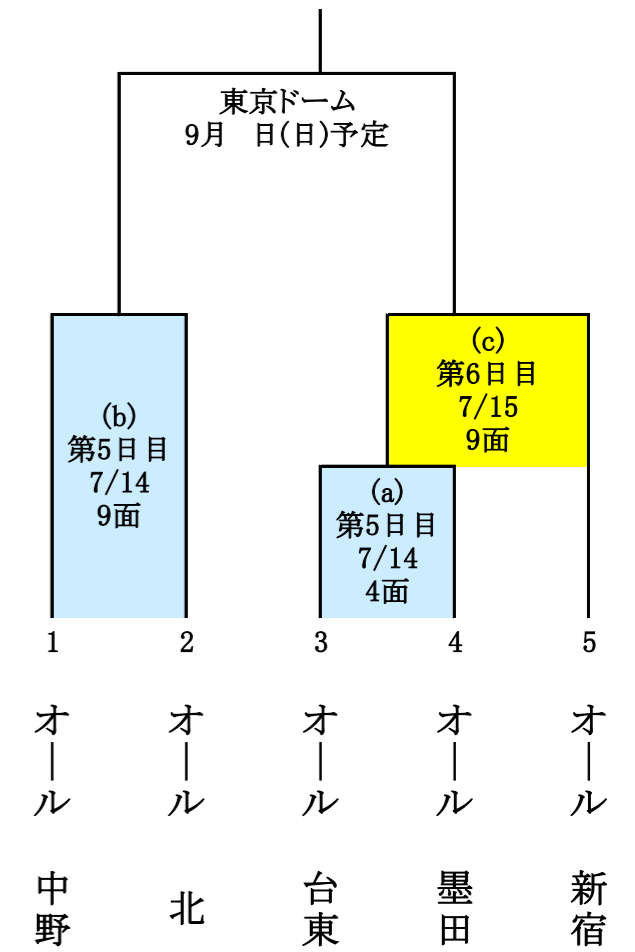 東京ドーム
9月　日(日)予定
(c)
第6日目
7/15
9面
(b)
第5日目
7/14
9面
(a)
第5日目
7/14
4面
1
2
3
4
5
オール 中野
オール 北
オール 台東
オール 墨田
オール 新宿